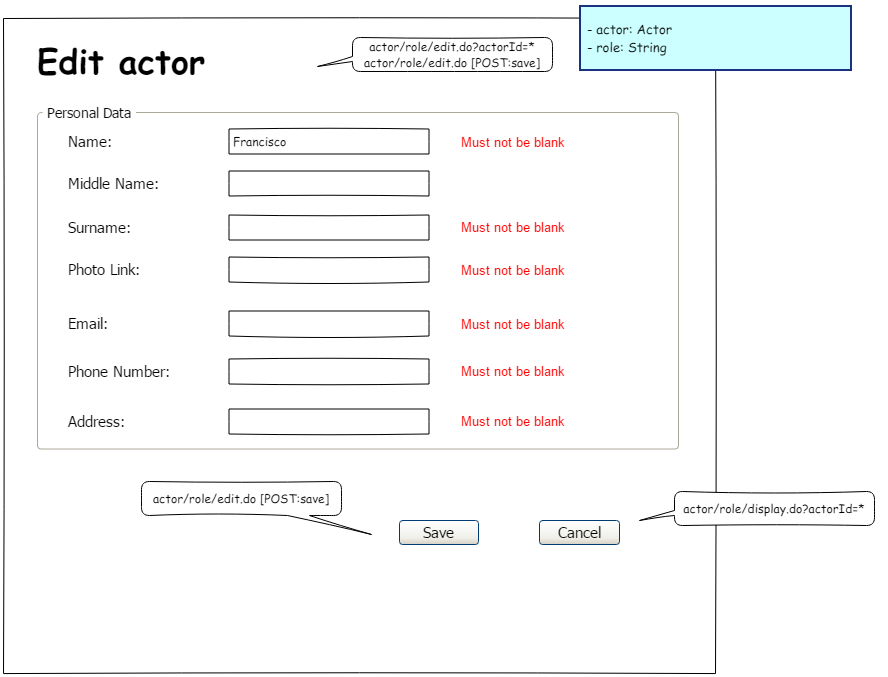 - actor: Actor
- role: String
Edit actor
actor/role/edit.do?actorId=*
actor/role/edit.do [POST:save]
Personal Data
Name: Francisco Must not be blank
Middle Name:
Surname: Must not be blank
Photo Link: Must not be blank
Email: Must not be blank
Phone Number: Must not be blank
Address: Must not be blank
actor/role/edit.do [POST:save]
actor/role/display.do?actorId=*
Save Cancel